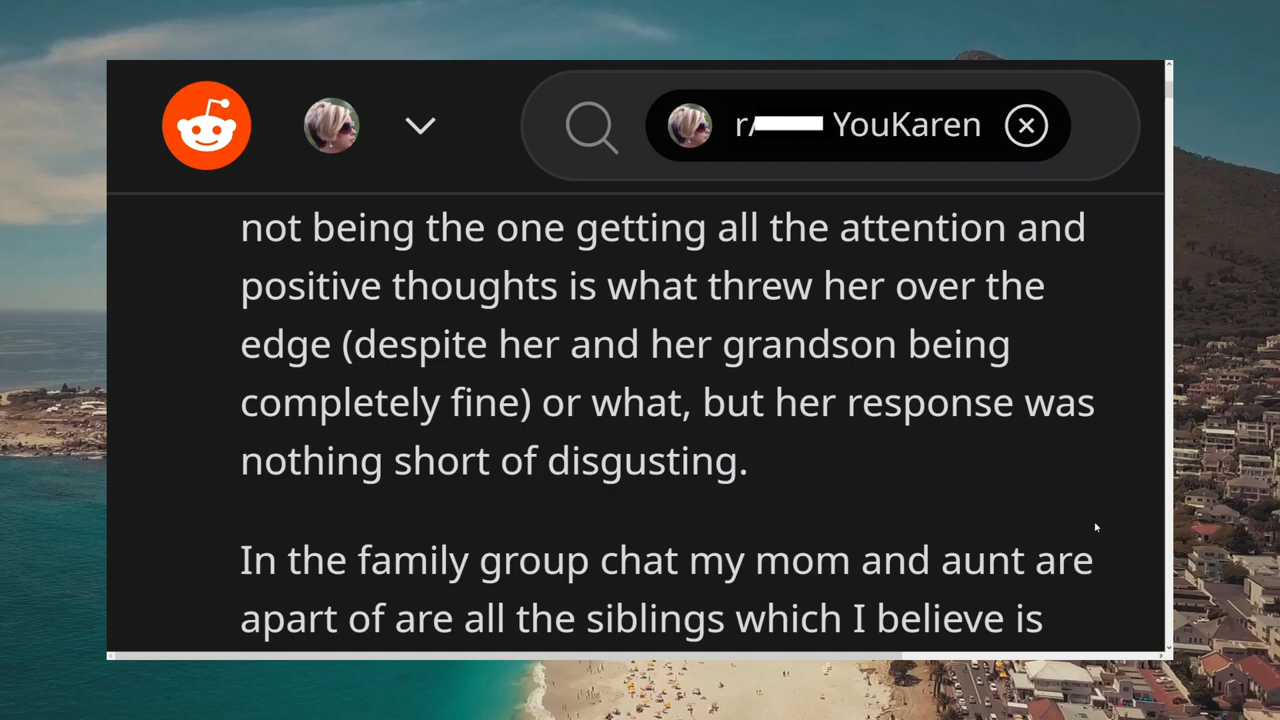 r/ YouKaren
not being the one getting all the attention and
positive thoughts is what threw her over the
edge (despite her and her grandson being
completely fine) or what, but her response was
nothing short of disgusting.
In the family group chat my mom and aunt are
apart of are all the siblings which I believe is